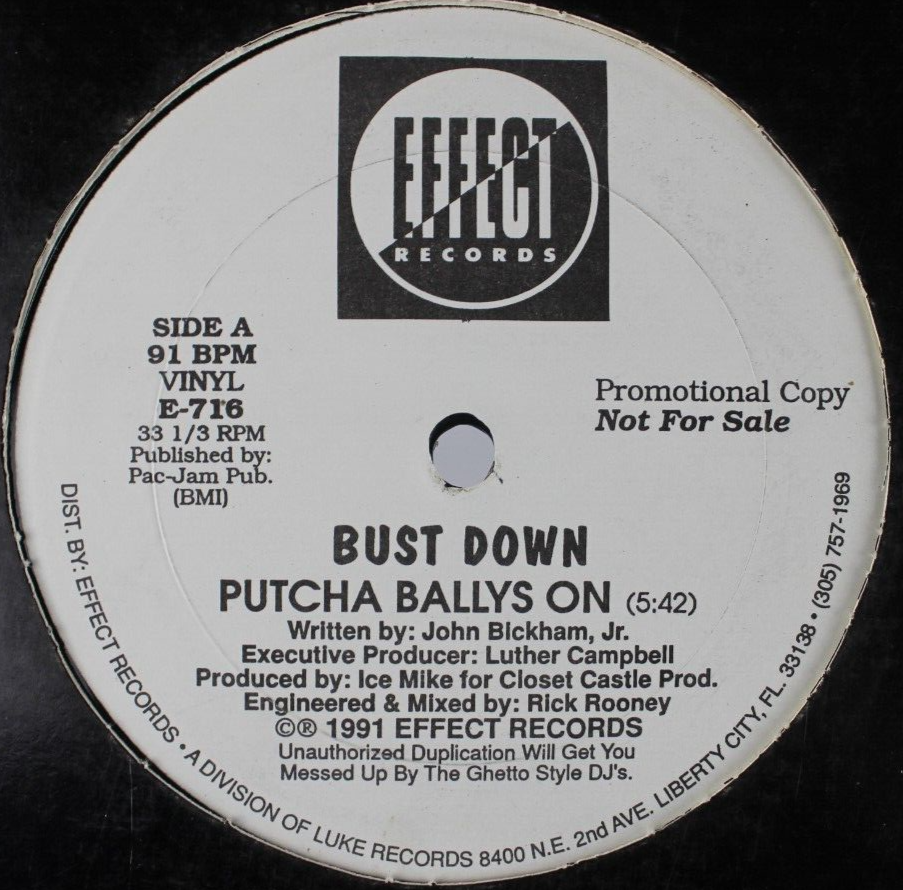 EFFECT
RECORDS
SIDE A
91 BPM
VINYL
E-716
33 1/3 RPM
Published by:
Pac-Jam Pub.
(BMI)
Promotional Copy
Not For Sale
BUST DOWN
PUTCHA BALLYS ON (5:42)
Written by: John Bickham, Jr.
Executive Producer: Luther Campbell
Produced by: Ice Mike for Closet Castle Prod.
Engineered & Mixed by: Rick Rooney
©® 1991 EFFECT RECORDS
Unauthorized Duplication Will Get You
Messed Up By The Ghetto Style DJ's.
DIST. BY: EFFECT RECORDS • A DIVISION OF LUKE RECORDS 8400 N.E. 2nd AVE. LIBERTY CITY, FL. 33138 • (305) 757-1969